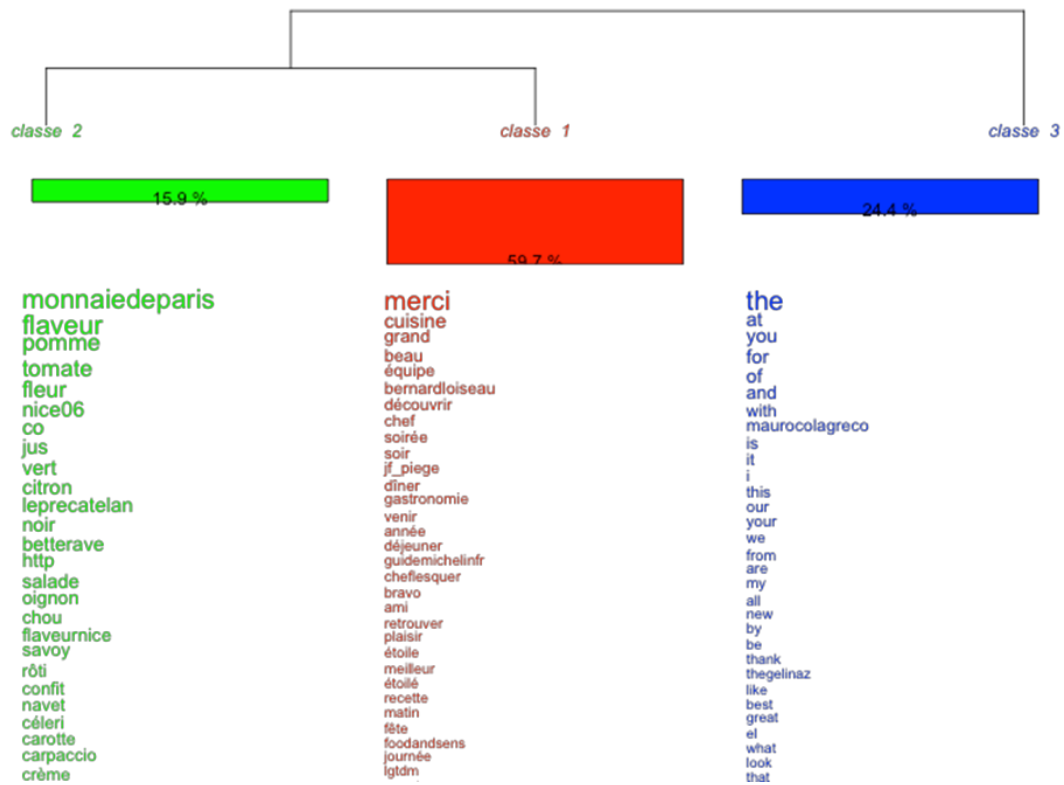 classe 2
classe 1
classe 3
15.9 %
59.7 %
24.4 %
monnaiedeparis
flaveur
pomme
tomate
fleur
nice06
co
jus
vert
citron
leprecatelan
noir
betterave
http
salade
oignon
chou
flaveurnice
savoy
rôti
confit
navet
céleri
carotte
carpaccio
crème
merci
cuisine
grand
beau
équipe
bernardloiseau
découvrir
chef
soirée
soir
jf_piege
dîner
gastronomie
venir
année
déjeuner
guidemichelinfr
cheflesquer
bravo
ami
retrouver
plaisir
étoile
meilleur
étoilé
recette
matin
fête
foodandsens
journée
lgtdm
the
at
you
for
of
and
with
maurocolagreco
is
it
i
this
our
your
we
from
are
my
all
new
by
be
thank
thegelinaz
like
best
great
el
what
look
that